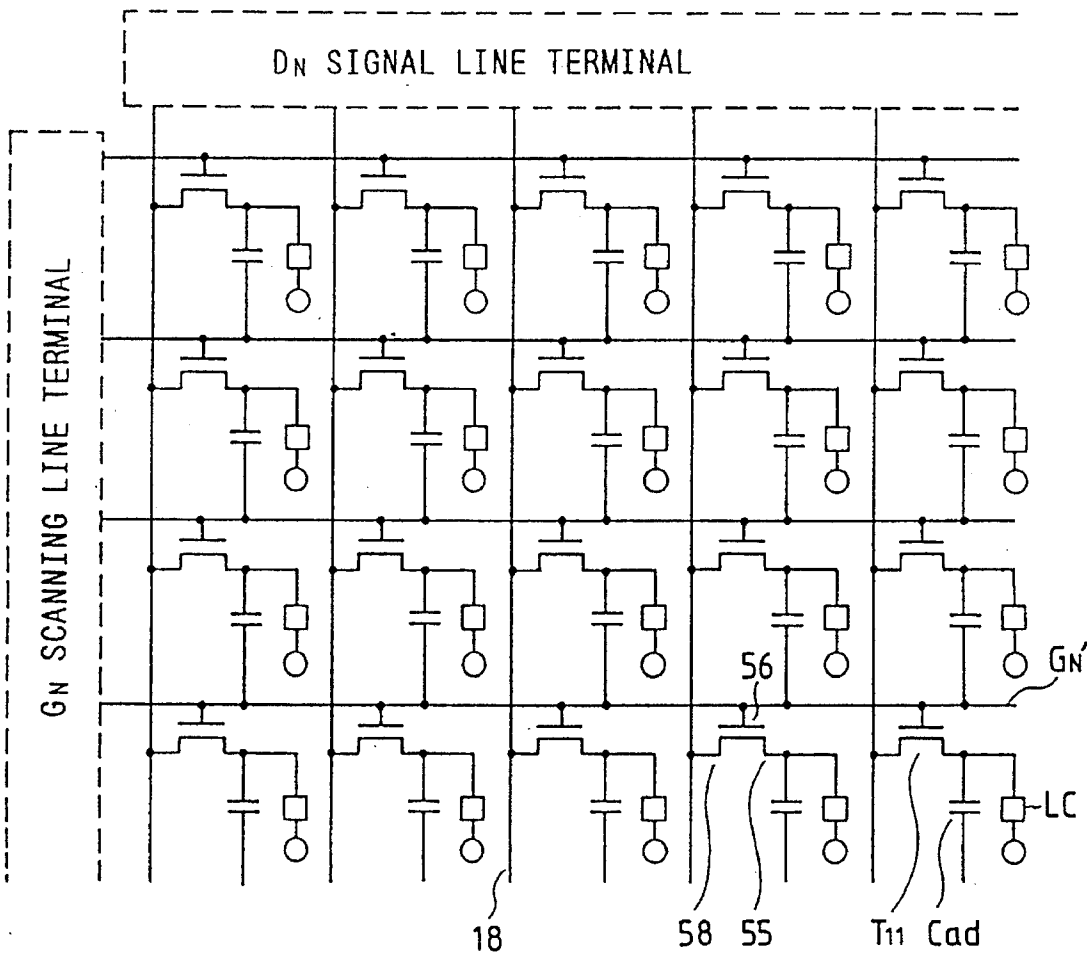 DN SIGNAL LINE TERMINAL
GN SCANNING LINE TERMINAL
GN'
56
LC
18
58
55
T11
Cad